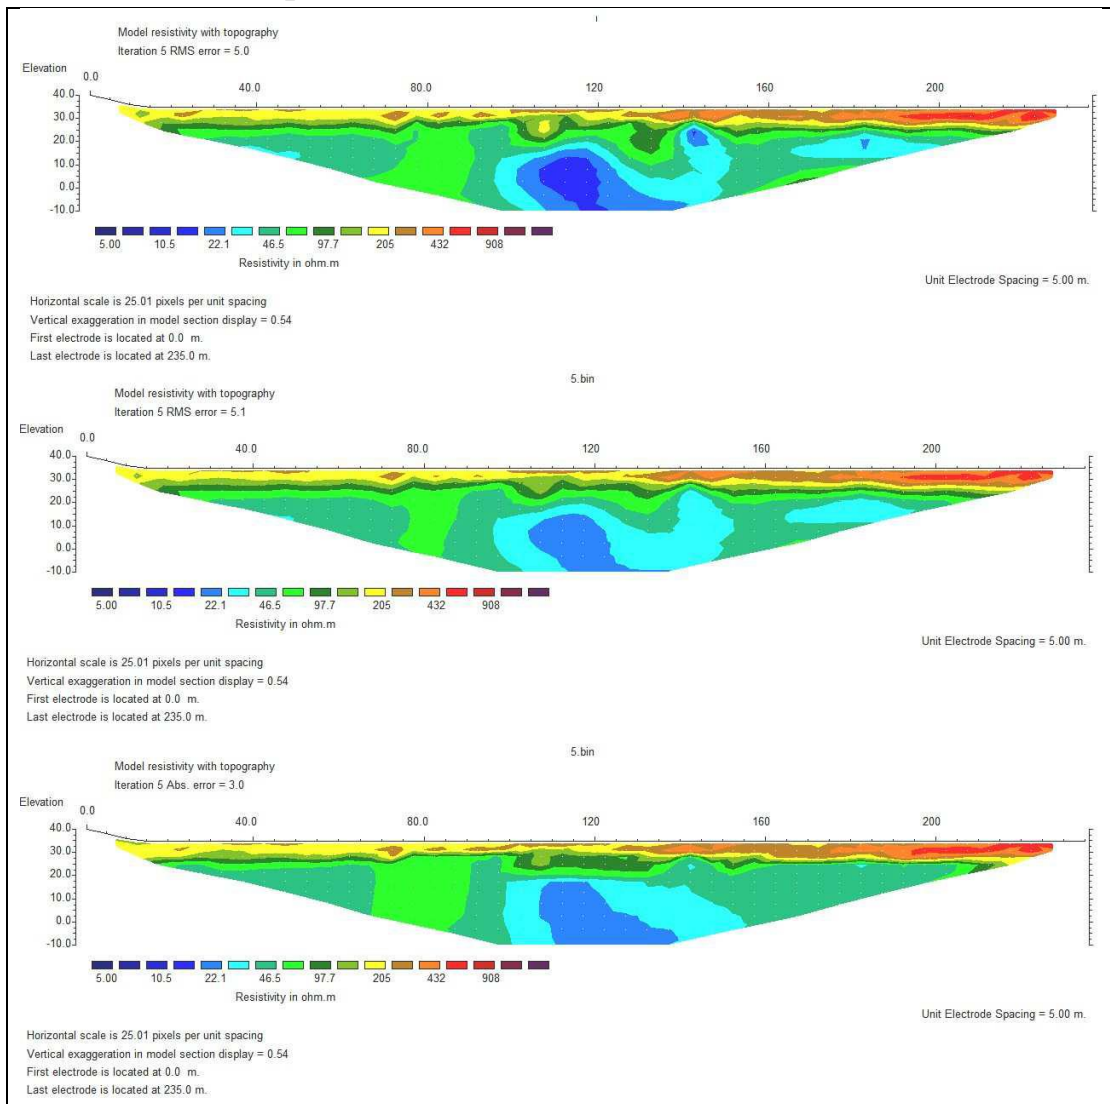 Model resistivity with topography
Iteration 5 RMS error = 5.0
Elevation
0.0 40.0 80.0 120 160 200
40.0
30.0
20.0
10.0
0.0
-10.0
5.00 10.5 22.1 46.5 97.7 205 432 908
Resistivity in ohm.m
Unit Electrode Spacing = 5.00 m.
Horizontal scale is 25.01 pixels per unit spacing
Vertical exaggeration in model section display = 0.54
First electrode is located at 0.0 m.
Last electrode is located at 235.0 m.
5.bin
Model resistivity with topography
Iteration 5 RMS error = 5.1
Elevation
0.0 40.0 80.0 120 160 200
40.0
30.0
20.0
10.0
0.0
-10.0
5.00 10.5 22.1 46.5 97.7 205 432 908
Resistivity in ohm.m
Unit Electrode Spacing = 5.00 m.
Horizontal scale is 25.01 pixels per unit spacing
Vertical exaggeration in model section display = 0.54
First electrode is located at 0.0 m.
Last electrode is located at 235.0 m.
5.bin
Model resistivity with topography
Iteration 5 Abs. error = 3.0
Elevation
0.0 40.0 80.0 120 160 200
40.0
30.0
20.0
10.0
0.0
-10.0
5.00 10.5 22.1 46.5 97.7 205 432 908
Resistivity in ohm.m
Unit Electrode Spacing = 5.00 m.
Horizontal scale is 25.01 pixels per unit spacing
Vertical exaggeration in model section display = 0.54
First electrode is located at 0.0 m.
Last electrode is located at 235.0 m.